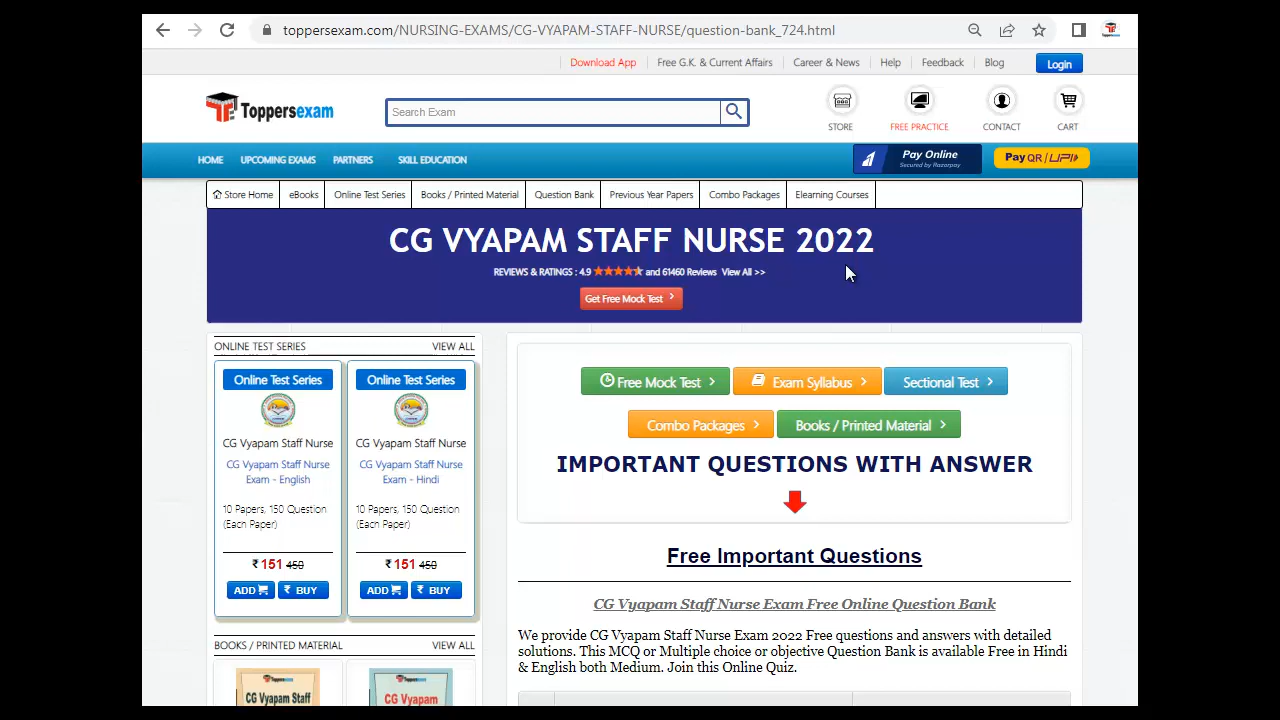 toppersexam.com/NURSING-EXAMS/CG-VYAPAM-STAFF-NURSE/question-bank_724.html
Download App Free G.K. & Current Affairs Career & News Help Feedback Blog Login
Toppersexam
Search Exam
STORE FREE PRACTICE CONTACT CART
HOME UPCOMING EXAMS PARTNERS SKILL EDUCATION
Pay Online
Secured by Razorpay
Pay QR / UPI
Store Home eBooks Online Test Series Books / Printed Material Question Bank Previous Year Papers Combo Packages Elearning Courses
CG VYAPAM STAFF NURSE 2022
REVIEWS & RATINGS : 4.9 and 61460 Reviews View All >>
Get Free Mock Test
ONLINE TEST SERIES VIEW ALL
Online Test Series
CG Vyapam Staff Nurse
CG Vyapam Staff Nurse
Exam - English
10 Papers, 150 Question
(Each Paper)
₹ 151 450
ADD ₹ BUY
Online Test Series
CG Vyapam Staff Nurse
CG Vyapam Staff Nurse
Exam - Hindi
10 Papers, 150 Question
(Each Paper)
₹ 151 450
ADD ₹ BUY
BOOKS / PRINTED MATERIAL VIEW ALL
Toppersexam
CG Vyapam Staff
Toppersexam
CG Vyapam
Free Mock Test Exam Syllabus Sectional Test
Combo Packages Books / Printed Material
IMPORTANT QUESTIONS WITH ANSWER
Free Important Questions
CG Vyapam Staff Nurse Exam Free Online Question Bank
We provide CG Vyapam Staff Nurse Exam 2022 Free questions and answers with detailed
solutions. This MCQ or Multiple choice or objective Question Bank is available Free in Hindi
& English both Medium. Join this Online Quiz.